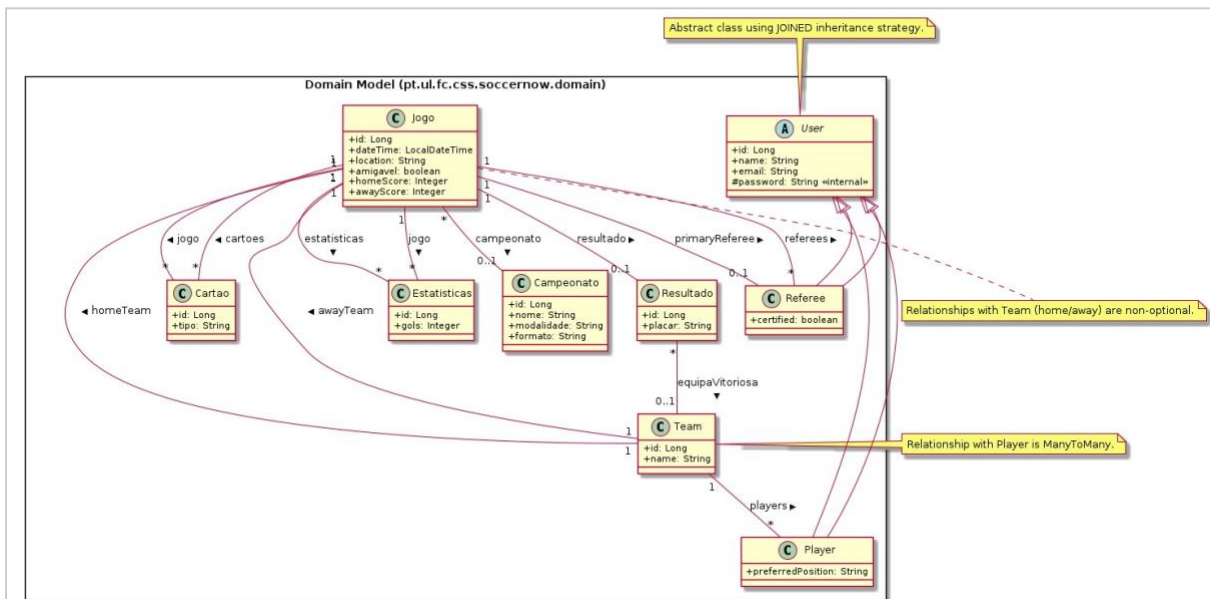 Abstract class using JOINED inheritance strategy.
Domain Model (pt.ul.fc.css.soccernow.domain)
C Jogo
+id: Long
+dateTime: LocalDateTime
+location: String
+amigavel: boolean
+homeScore: Integer
+awayScore: Integer
A User
+id: Long
+name: String
+email: String
#password: String «internal»
1
1
1
1
1
1
*
1
1
1
◄ jogo
◄ cartoes
estatisticas
▼
jogo
▼
campeonato
▼
resultado ►
primaryReferee ►
referees ►
*
*
*
*
0..1
0..1
0..1
*
◄ homeTeam
◄ awayTeam
C Cartao
+id: Long
+tipo: String
C Estatisticas
+id: Long
+gols: Integer
C Campeonato
+id: Long
+nome: String
+modalidade: String
+formato: String
C Resultado
+id: Long
+placar: String
C Referee
+certified: boolean
Relationships with Team (home/away) are non-optional.
*
equipaVitoriosa
▼
0..1
C Team
+id: Long
+name: String
1
1
Relationship with Player is ManyToMany.
1
players ►
*
C Player
+preferredPosition: String